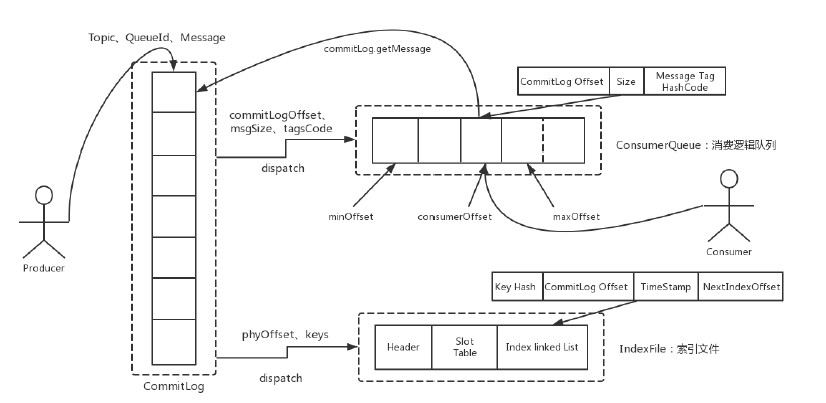 Topic、QueueId、Message
commitLog.getMessage
CommitLog Offset
Size
Message Tag
HashCode
commitLogOffset、
msgSize、tagsCode
dispatch
ConsumerQueue：消费逻辑队列
minOffset
consumerOffset
maxOffset
Producer
Consumer
Key Hash
CommitLog Offset
TimeStamp
NextIndexOffset
phyOffset、keys
dispatch
Header
Slot
Table
Index linked List
IndexFile：索引文件
CommitLog